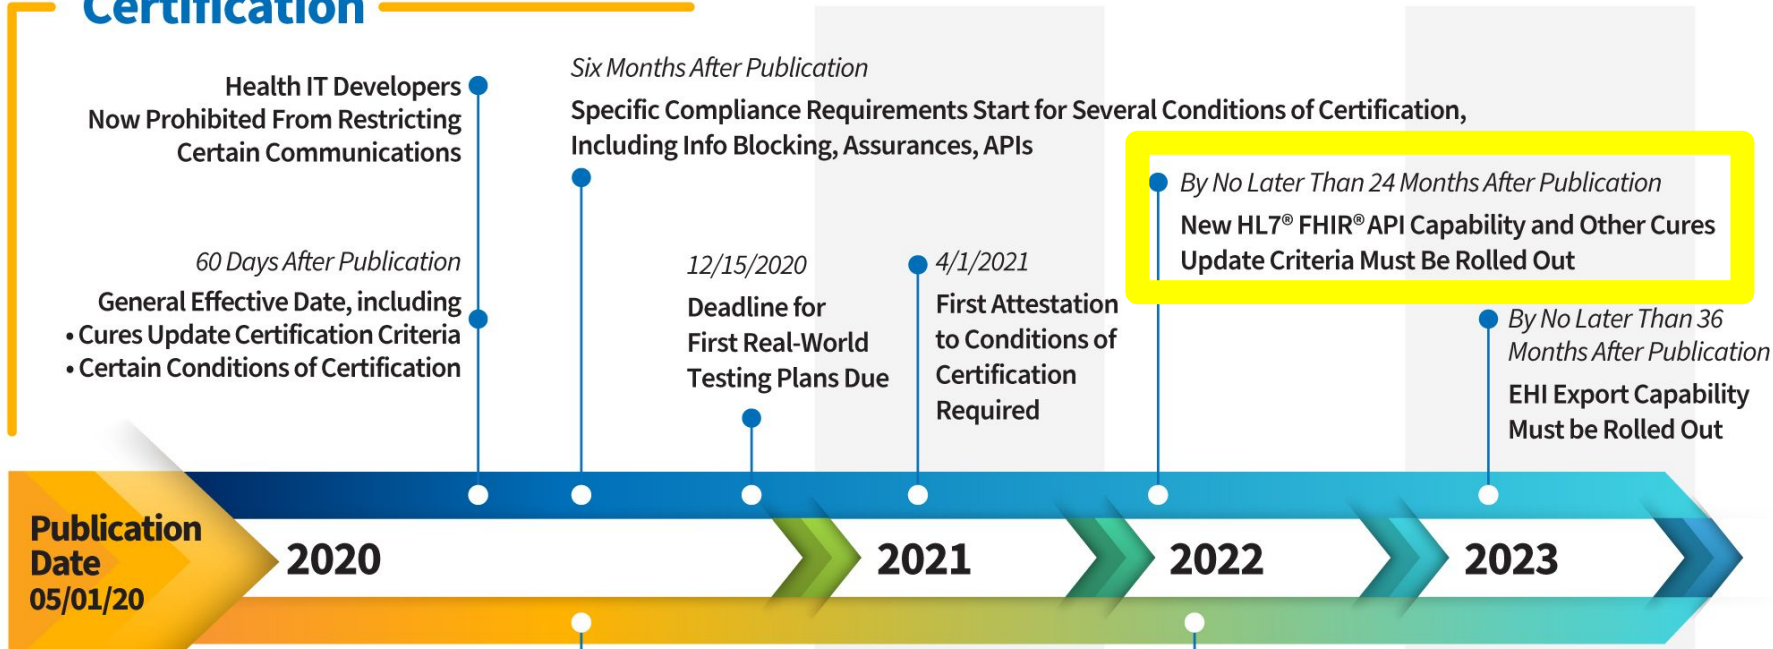 Certification
Health IT Developers
Now Prohibited From Restricting
Certain Communications
60 Days After Publication
General Effective Date, including
• Cures Update Certification Criteria
• Certain Conditions of Certification
Six Months After Publication
Specific Compliance Requirements Start for Several Conditions of Certification,
Including Info Blocking, Assurances, APIs
12/15/2020
Deadline for
First Real-World
Testing Plans Due
4/1/2021
First Attestation
to Conditions of
Certification
Required
By No Later Than 24 Months After Publication
New HL7® FHIR® API Capability and Other Cures
Update Criteria Must Be Rolled Out
By No Later Than 36
Months After Publication
EHI Export Capability
Must be Rolled Out
Publication
Date
05/01/20
2020
2021
2022
2023